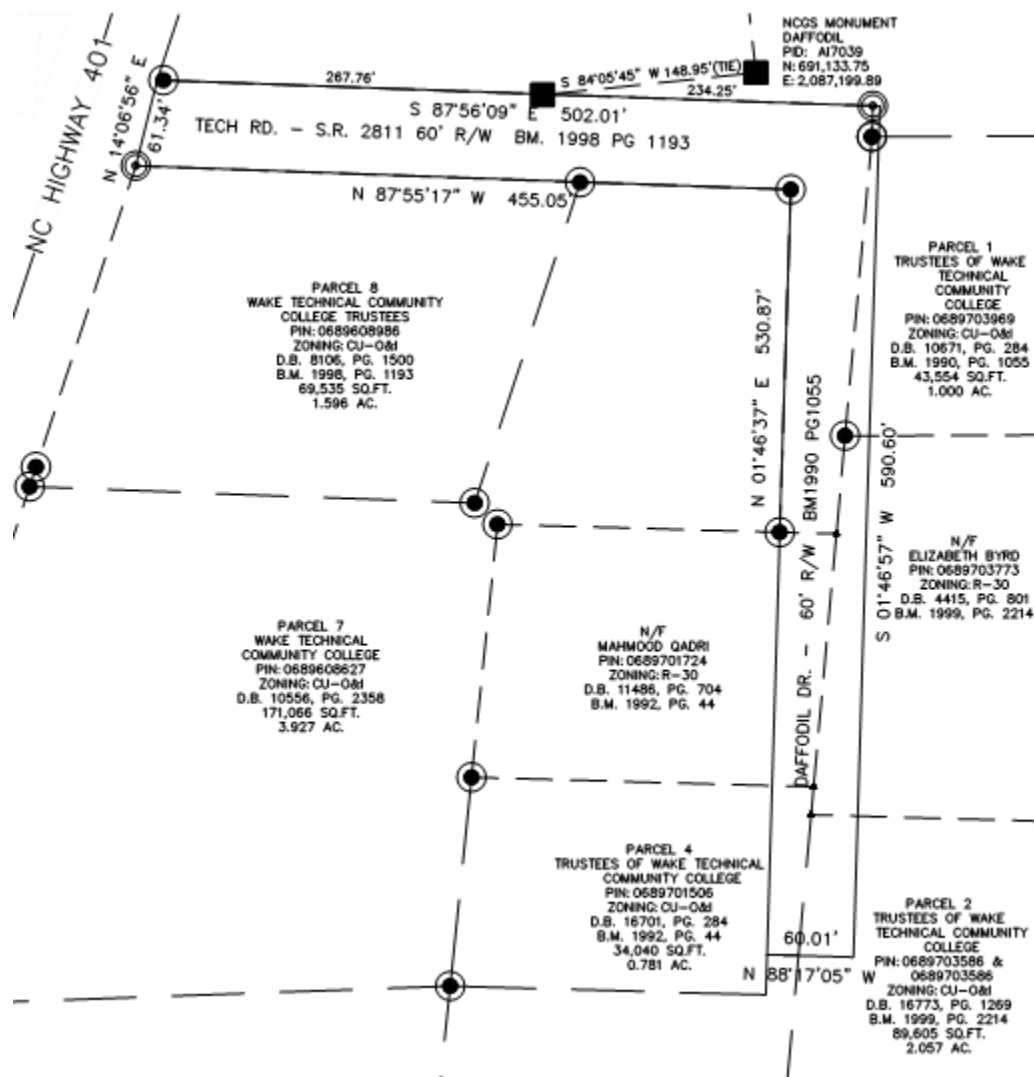 NCGS MONUMENT
DAFFODIL
PID: AI7039
N: 691,133.75
E: 2,087,199.89
NC HIGHWAY 401
N 14°06'56" E
61.34'
267.76'
S 84°05'45" W 148.95'(TIE)
234.25'
S 87°56'09" E 502.01'
TECH RD. - S.R. 2811 60' R/W BM. 1998 PG 1193
N 87°55'17" W 455.05'
PARCEL 8
WAKE TECHNICAL COMMUNITY
COLLEGE TRUSTEES
PIN: 0689608986
ZONING: CU-O&I
D.B. 8106, PG. 1500
B.M. 1998, PG. 1193
69,535 SQ.FT.
1.596 AC.
N 01°46'37" E 530.87'
DAFFODIL DR. - 60' R/W BM1990 PG1055
S 01°46'57" W 590.60'
PARCEL 1
TRUSTEES OF WAKE
TECHNICAL
COMMUNITY
COLLEGE
PIN: 0689703969
ZONING: CU-O&I
D.B. 10671, PG. 284
B.M. 1990, PG. 1055
43,554 SQ.FT.
1.000 AC.
N/F
ELIZABETH BYRD
PIN: 0689703773
ZONING: R-30
D.B. 4415, PG. 801
B.M. 1999, PG. 2214
PARCEL 7
WAKE TECHNICAL
COMMUNITY COLLEGE
PIN: 0689608627
ZONING: CU-O&I
D.B. 10556, PG. 2358
171,066 SQ.FT.
3.927 AC.
N/F
MAHMOOD QADRI
PIN: 0689701724
ZONING: R-30
D.B. 11486, PG. 704
B.M. 1992, PG. 44
PARCEL 4
TRUSTEES OF WAKE TECHNICAL
COMMUNITY COLLEGE
PIN: 0689701506
ZONING: CU-O&I
D.B. 16701, PG. 284
B.M. 1992, PG. 44
34,040 SQ.FT.
0.781 AC.
60.01'
N 88°17'05" W
PARCEL 2
TRUSTEES OF WAKE
TECHNICAL COMMUNITY
COLLEGE
PIN: 0689703586 &
0689703586
ZONING: CU-O&I
D.B. 16773, PG. 1269
B.M. 1999, PG. 2214
89,605 SQ.FT.
2.057 AC.